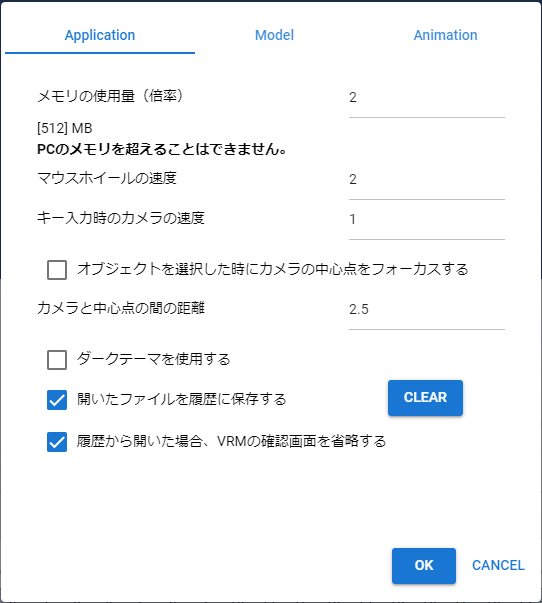 Application Model Animation
メモリの使用量（倍率） 2
[512] MB
PCのメモリを超えることはできません。
マウスホイールの速度 2
キー入力時のカメラの速度 1
オブジェクトを選択した時にカメラの中心点をフォーカスする
カメラと中心点の間の距離 2.5
ダークテーマを使用する
開いたファイルを履歴に保存する CLEAR
履歴から開いた場合、VRMの確認画面を省略する
OK CANCEL